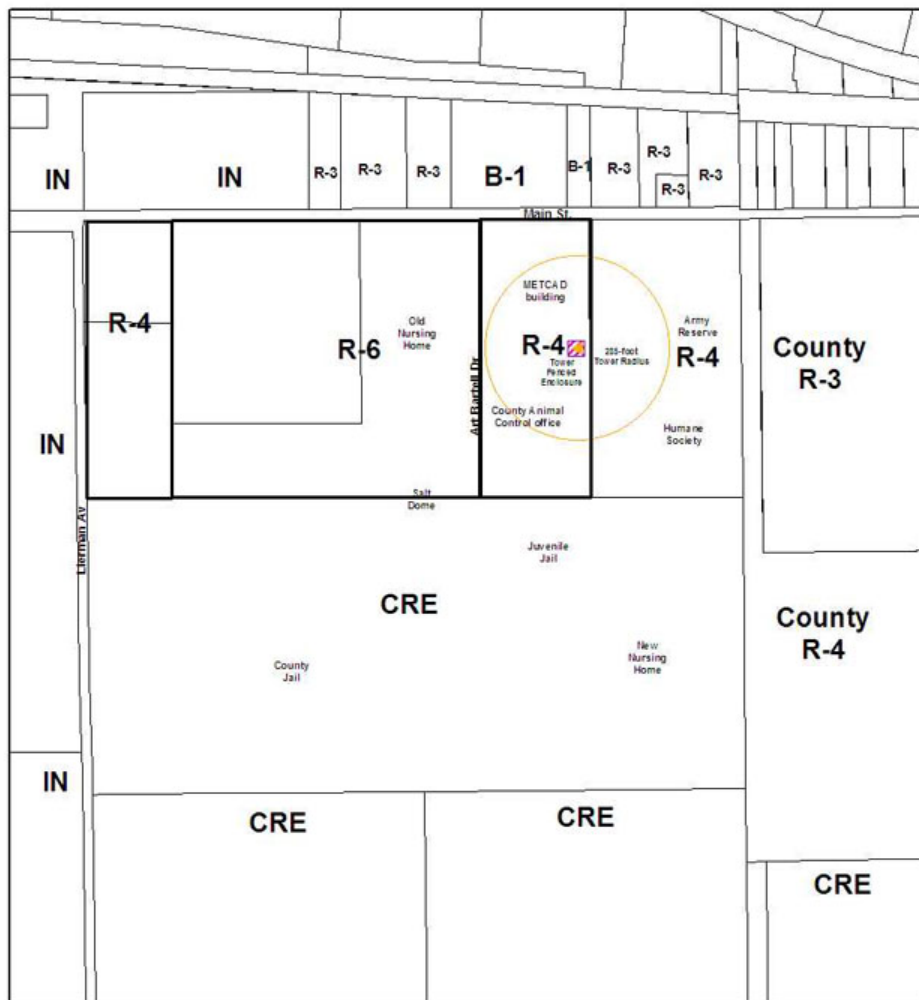 IN
IN
R-3
R-3
R-3
B-1
B-1
R-3
R-3
R-3
R-3
Main St.
R-4
R-6
Old
Nursing
Home
Art Bartell Dr
METCAD
building
R-4
Tower
Fenced
Enclosure
Tower Radius
County Animal
Control office
Army
Reserve
R-4
Humane
Society
County
R-3
IN
Lierman Av
Salt
Dome
Juvenile
Jail
CRE
County
Jail
New
Nursing
Home
County
R-4
IN
CRE
CRE
CRE